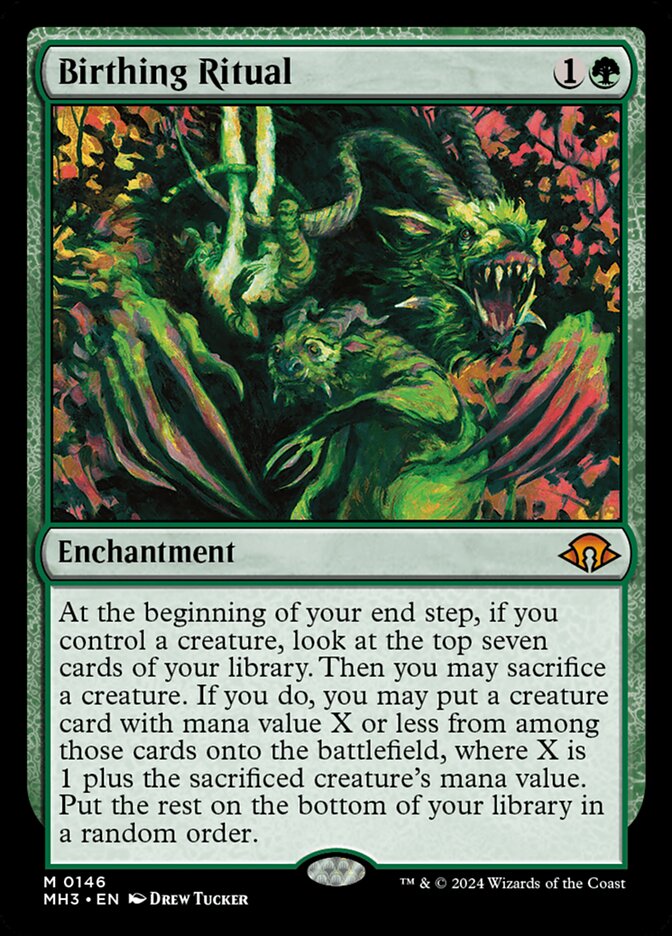 Birthing Ritual 1
Enchantment
At the beginning of your end step, if you
control a creature, look at the top seven
cards of your library. Then you may sacrifice
a creature. If you do, you may put a creature
card with mana value X or less from among
those cards onto the battlefield, where X is
1 plus the sacrificed creature's mana value.
Put the rest on the bottom of your library in
a random order.
M 0146
MH3 • EN Drew Tucker
™ & © 2024 Wizards of the Coast